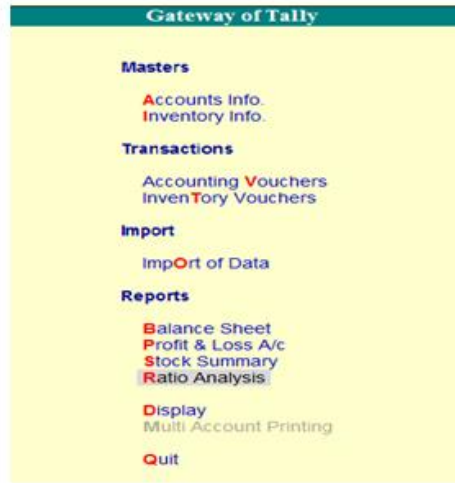 Gateway of Tally
Masters
Accounts Info.
Inventory Info.
Transactions
Accounting Vouchers
InvenTory Vouchers
Import
ImpOrt of Data
Reports
Balance Sheet
Profit & Loss A/c
Stock Summary
Ratio Analysis
Display
Multi Account Printing
Quit